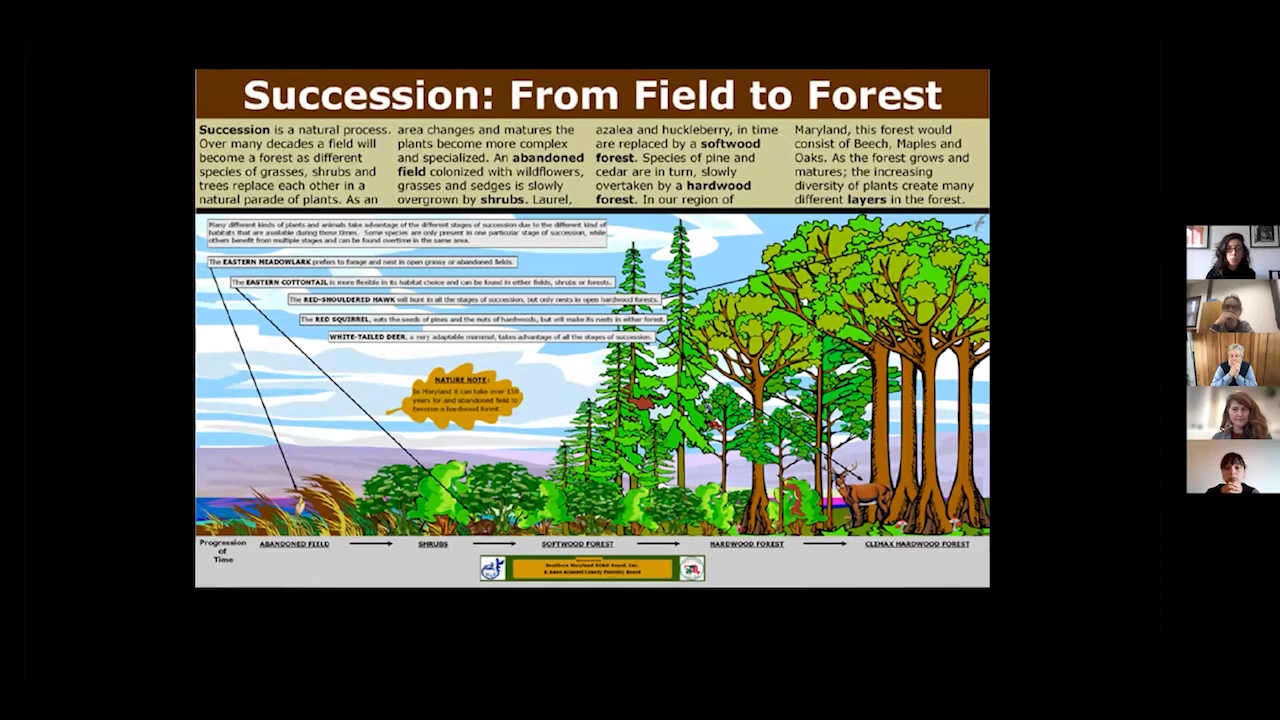 Succession: From Field to Forest
Succession is a natural process.
Over many decades a field will
become a forest as different
species of grasses, shrubs and
trees replace each other in a
natural parade of plants. As an
area changes and matures the
plants become more complex
and specialized. An abandoned
field colonized with wildflowers,
grasses and sedges is slowly
overgrown by shrubs. Laurel,
azalea and huckleberry, in time
are replaced by a softwood
forest. Species of pine and
cedar are in turn, slowly
overtaken by a hardwood
forest. In our region of
Maryland, this forest would
consist of Beech, Maples and
Oaks. As the forest grows and
matures; the increasing
diversity of plants create many
different layers in the forest.
Many different kinds of plants and animals take advantage of the different stages of succession due to the different kind of
habitats that are available during those times. Some species are only present in one particular stage of succession, while
others benefit from multiple stages and can be found overtime in the same area.
The EASTERN MEADOWLARK prefers to forage and nest in open grassy or abandoned fields.
The EASTERN COTTONTAIL is more flexible in its habitat choice and can be found in either fields, shrubs or forests.
The RED-SHOULDERED HAWK will hunt in all the stages of succession, but only nests in open hardwood forests.
The RED SQUIRREL, eats the seeds of pines and the nuts of hardwoods, but will make its nests in either forest.
WHITE-TAILED DEER, a very adaptable mammal, takes advantage of all the stages of succession.
NATURE NOTE:
In Maryland it can take over 150
years for and abandoned field to
become a hardwood forest.
Progression
of
Time
ABANDONED FIELD
SHRUBS
SOFTWOOD FOREST
HARDWOOD FOREST
CLIMAX HARDWOOD FOREST
Southern Maryland RC&D Board, Inc.
& Anne Arundel County Forestry Board